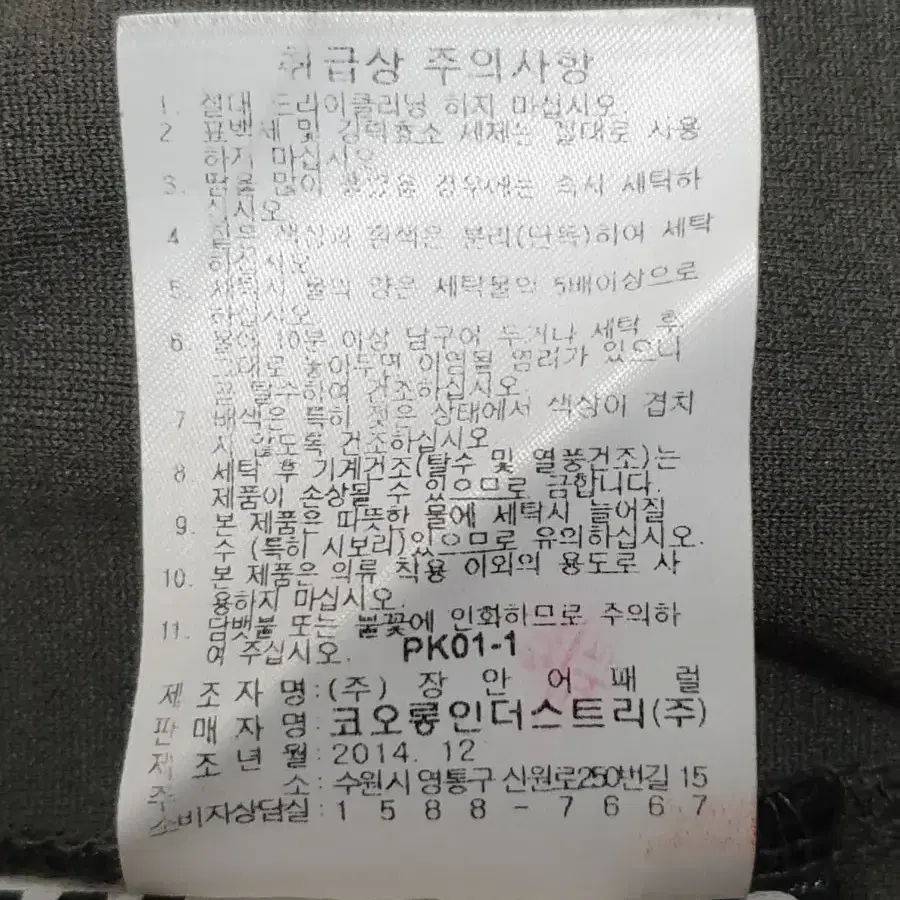 취급상 주의사항
1. 절대 드라이클리닝 하지 마십시오
2 표백제 및 강력효소 세제는 절대로 사용
하지 마십시오
3. 땀을 많이 흘렸을 경우에는 즉시 세탁하
십시오
4 짙은 색상과 흰색은 분리(단독)하여 세탁
하십시오
5. 세탁시 물의 양은 세탁물의 5배이상으로
하십시오
6 물에 10분 이상 담구어 두거나 세탁 후
그대로 놓아두면 이염될 염려가 있으니
곧 탈수하여 건조하십시오
7 배색은 특히 젖은 상태에서 색상이 겹치
지 않도록 건조하십시오
8 세탁 후 기계건조(탈수 및 열풍건조)는
제품이 손상될 수 있으므로 금합니다.
9. 본 제품은 따뜻한 물에 세탁시 늘어질
수 (특히 시보리)있으므로 유의하십시오.
10. 본 제품은 의류 착용 이외의 용도로 사
용하지 마십시오.
11. 담뱃불 또는 불꽃에 인화하므로 주의하
여 주십시오. PK01-1
제조자명:(주) 장안어패럴
판매자명:코오롱인더스트리(주)
제조년월:2014. 12
주소:수원시 영통구 신원로250번길 15
소비자상담실:1588-7667